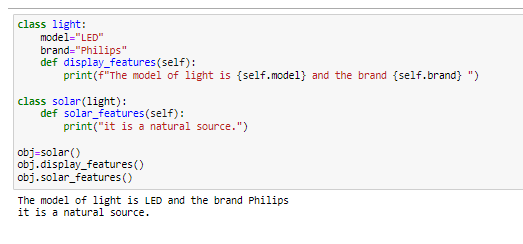 class light:
    model="LED"
    brand="Philips"
    def display_features(self):
        print(f"The model of light is {self.model} and the brand {self.brand} ")
class solar(light):
    def solar_features(self):
        print("it is a natural source.")
obj=solar()
obj.display_features()
obj.solar_features()
The model of light is LED and the brand Philips
it is a natural source.